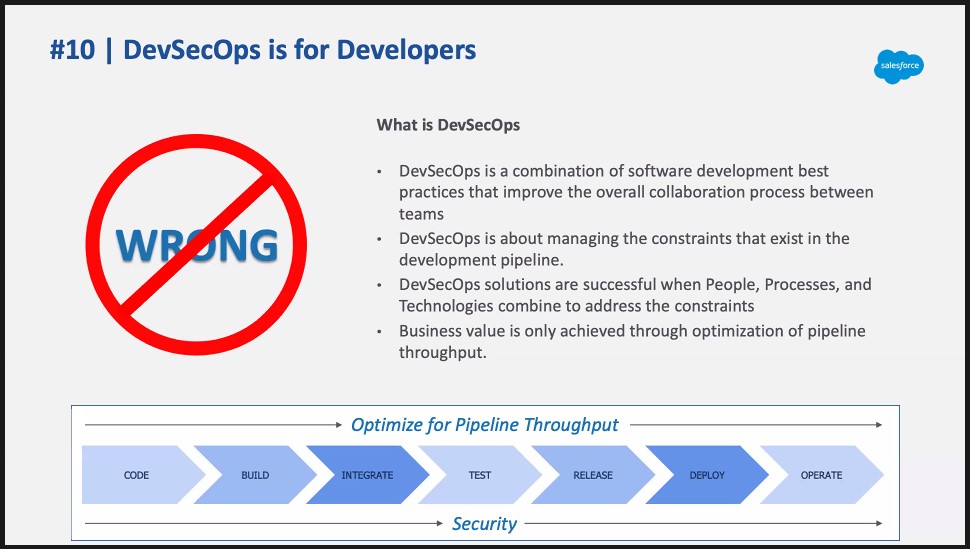 #10 | DevSecOps is for Developers
salesforce
WRONG
What is DevSecOps
• DevSecOps is a combination of software development best
practices that improve the overall collaboration process between
teams
• DevSecOps is about managing the constraints that exist in the
development pipeline.
• DevSecOps solutions are successful when People, Processes, and
Technologies combine to address the constraints
• Business value is only achieved through optimization of pipeline
throughput.
Optimize for Pipeline Throughput
CODE
BUILD
INTEGRATE
TEST
RELEASE
DEPLOY
OPERATE
Security